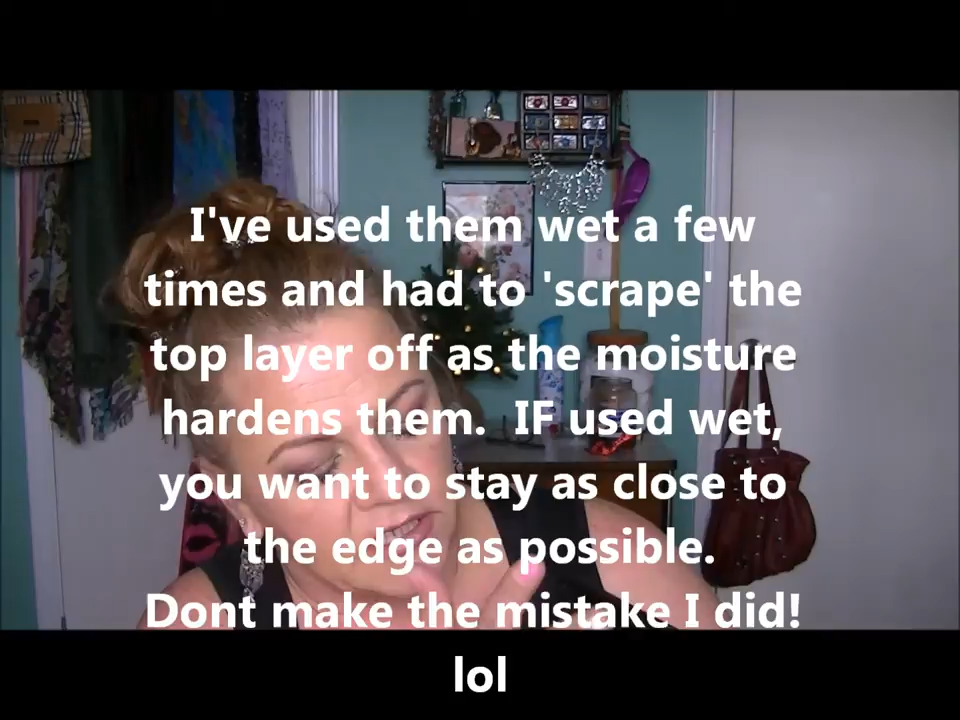 I've used them wet a few
times and had to 'scrape' the
top layer off as the moisture
hardens them.  IF used wet,
you want to stay as close to
the edge as possible.
Dont make the mistake I did!
lol